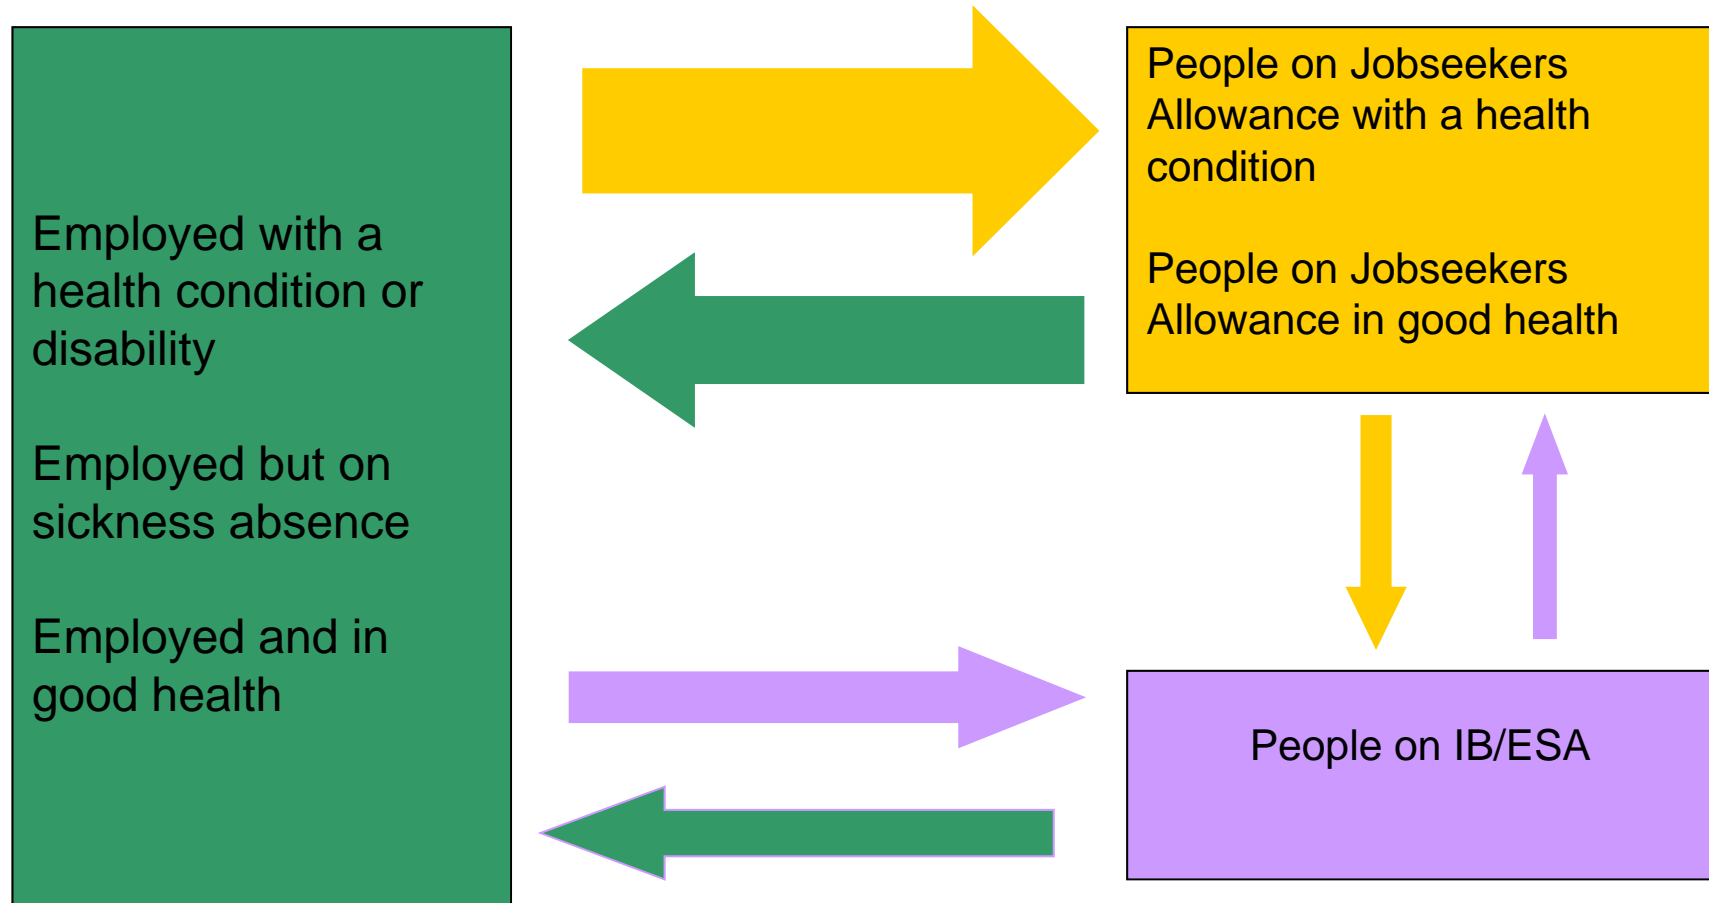 Employed with a
health condition or
disability
Employed but on
sickness absence
Employed and in
good health
People on Jobseekers
Allowance with a health
condition
People on Jobseekers
Allowance in good health
People on IB/ESA